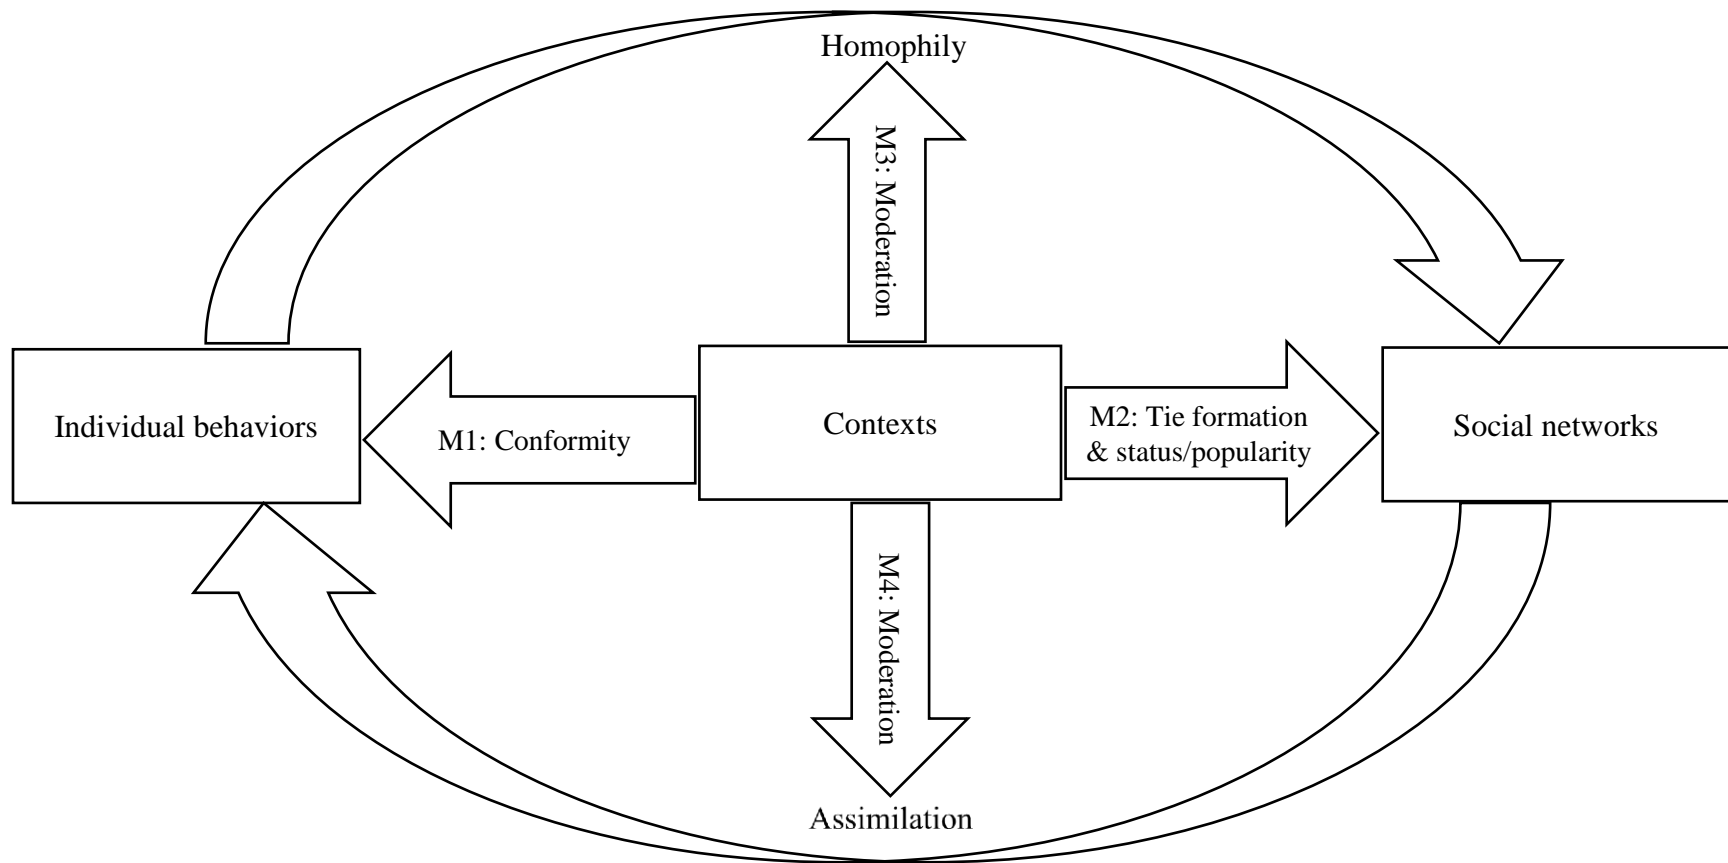 Homophily
M3: Moderation
Individual behaviors
M1: Conformity
Contexts
M2: Tie formation
& status/popularity
Social networks
M4: Moderation
Assimilation